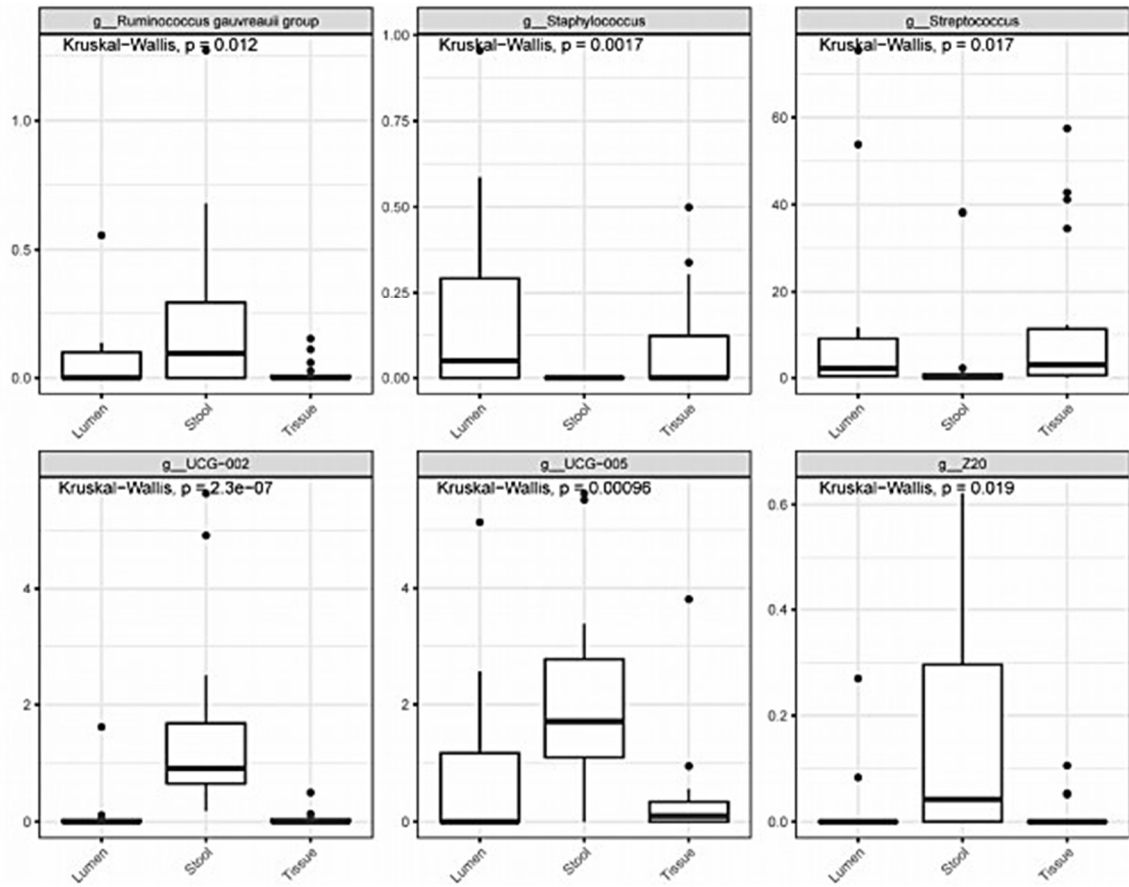 g__Ruminococcus gauvreauii group
g__Staphylococcus
g__Streptococcus
Kruskal−Wallis, p = 0.012
Kruskal−Wallis, p = 0.0017
Kruskal−Wallis, p = 0.017
1.0
0.5
0.0
1.00
0.75
0.50
0.25
0.00
60
40
20
0
Lumen
Stool
Tissue
Lumen
Stool
Tissue
Lumen
Stool
Tissue
g__UCG−002
g__UCG−005
g__Z20
Kruskal−Wallis, p = 2.3e−07
Kruskal−Wallis, p = 0.00096
Kruskal−Wallis, p = 0.019
4
2
0
4
2
0
0.6
0.4
0.2
0.0
Lumen
Stool
Tissue
Lumen
Stool
Tissue
Lumen
Stool
Tissue